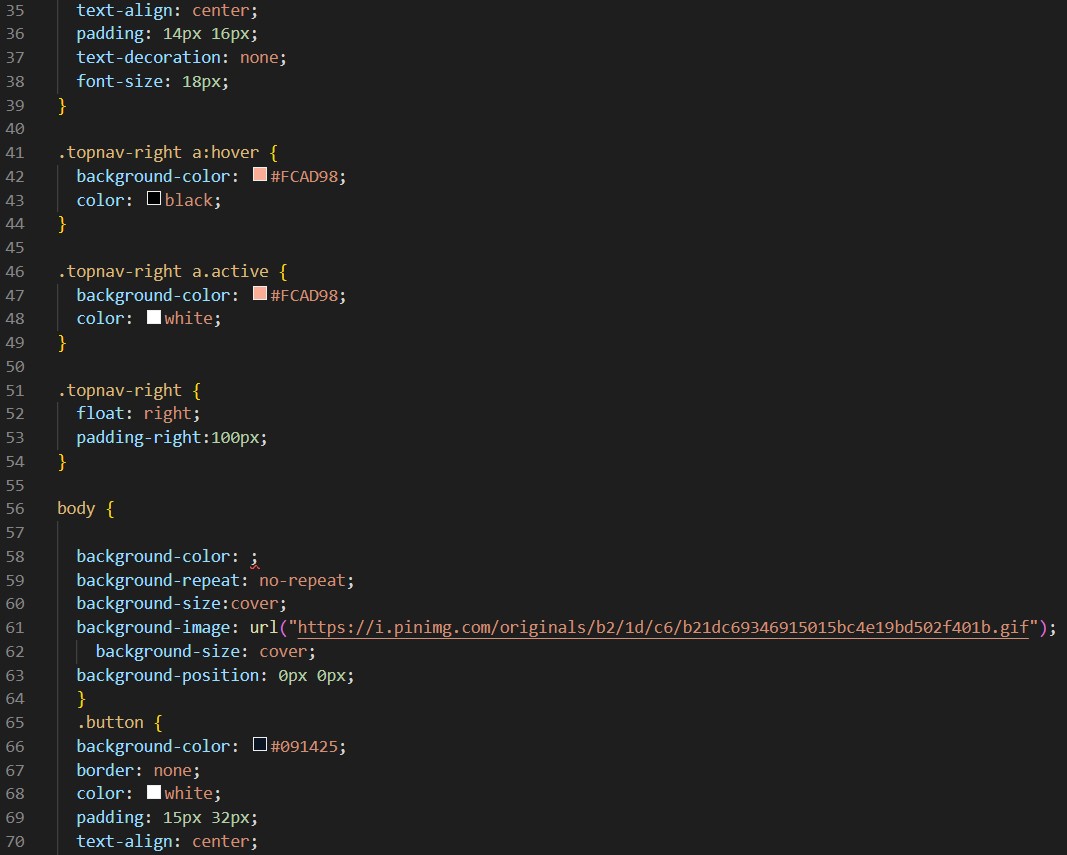 35 text-align: center;
36 padding: 14px 16px;
37 text-decoration: none;
38 font-size: 18px;
39 }
40
41 .topnav-right a:hover {
42 background-color: #FCAD98;
43 color: black;
44 }
45
46 .topnav-right a.active {
47 background-color: #FCAD98;
48 color: white;
49 }
50
51 .topnav-right {
52 float: right;
53 padding-right:100px;
54 }
55
56 body {
57
58 background-color: ;
59 background-repeat: no-repeat;
60 background-size:cover;
61 background-image: url("https://i.pinimg.com/originals/b2/1d/c6/b21dc69346915015bc4e19bd502f401b.gif");
62 background-size: cover;
63 background-position: 0px 0px;
64 }
65 .button {
66 background-color: #091425;
67 border: none;
68 color: white;
69 padding: 15px 32px;
70 text-align: center;